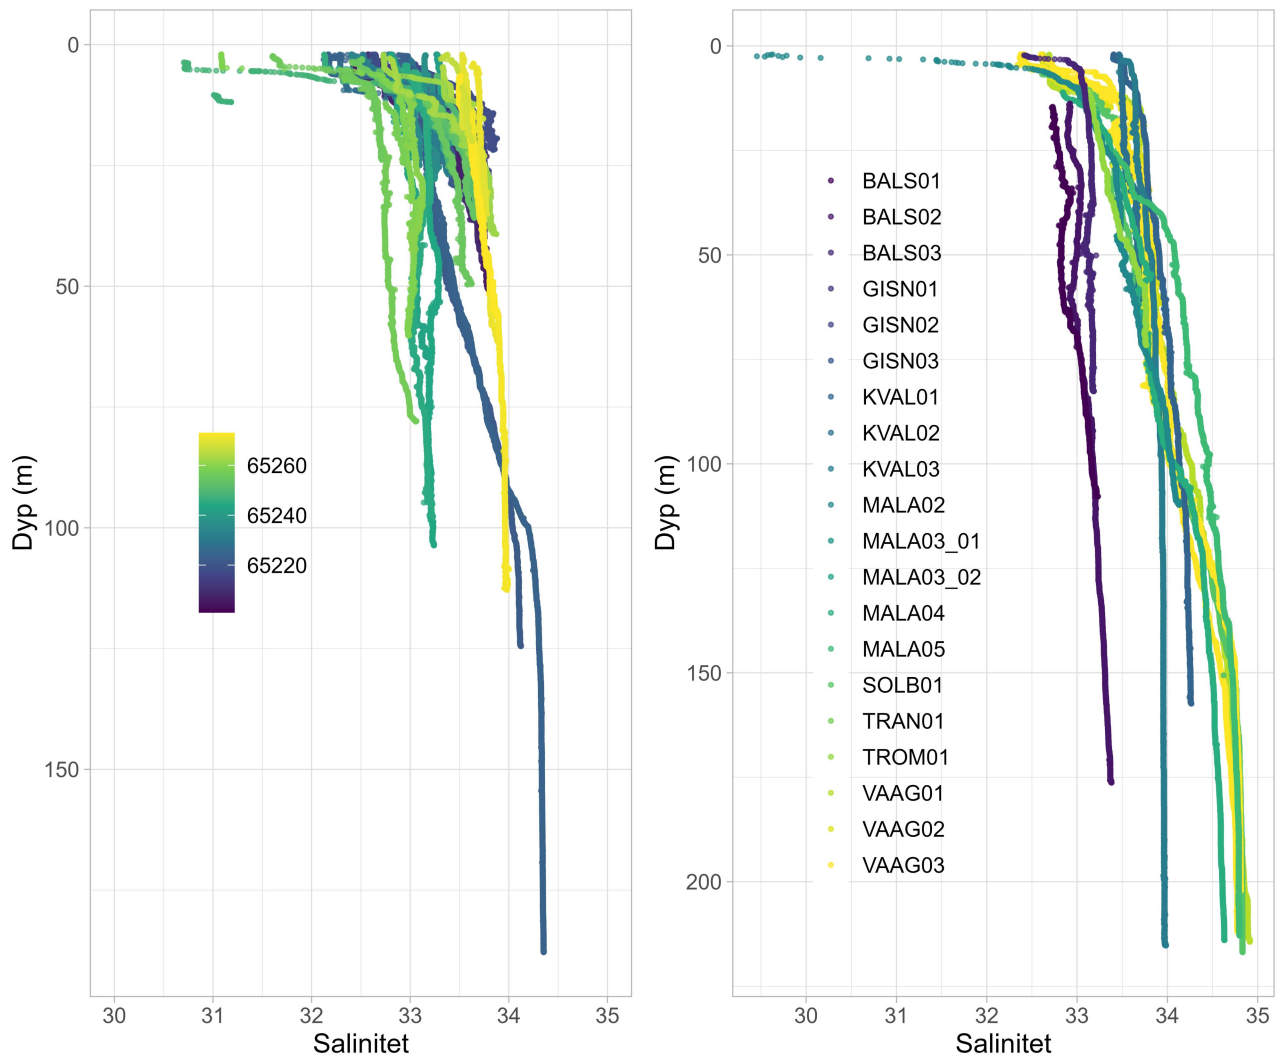 0
50
100
150
Dyp (m)
30
31
32
33
34
35
Salinitet
65260
65240
65220
0
50
100
150
200
Dyp (m)
30
31
32
33
34
35
Salinitet
BALS01
BALS02
BALS03
GISN01
GISN02
GISN03
KVAL01
KVAL02
KVAL03
MALA02
MALA03_01
MALA03_02
MALA04
MALA05
SOLB01
TRAN01
TROM01
VAAG01
VAAG02
VAAG03